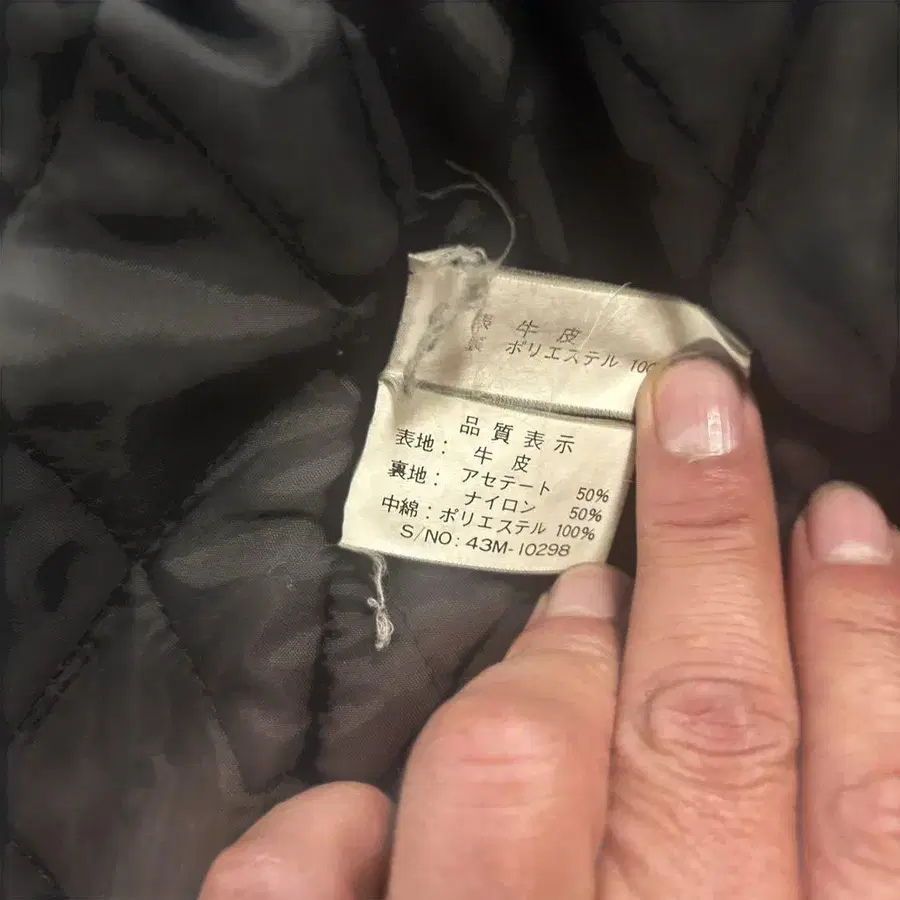 牛皮
ポリエステル 100
品質表示
表地： 牛皮
裏地： アセテート 50%
ナイロン 50%
中綿：ポリエステル 100%
S/NO: 43M-10298